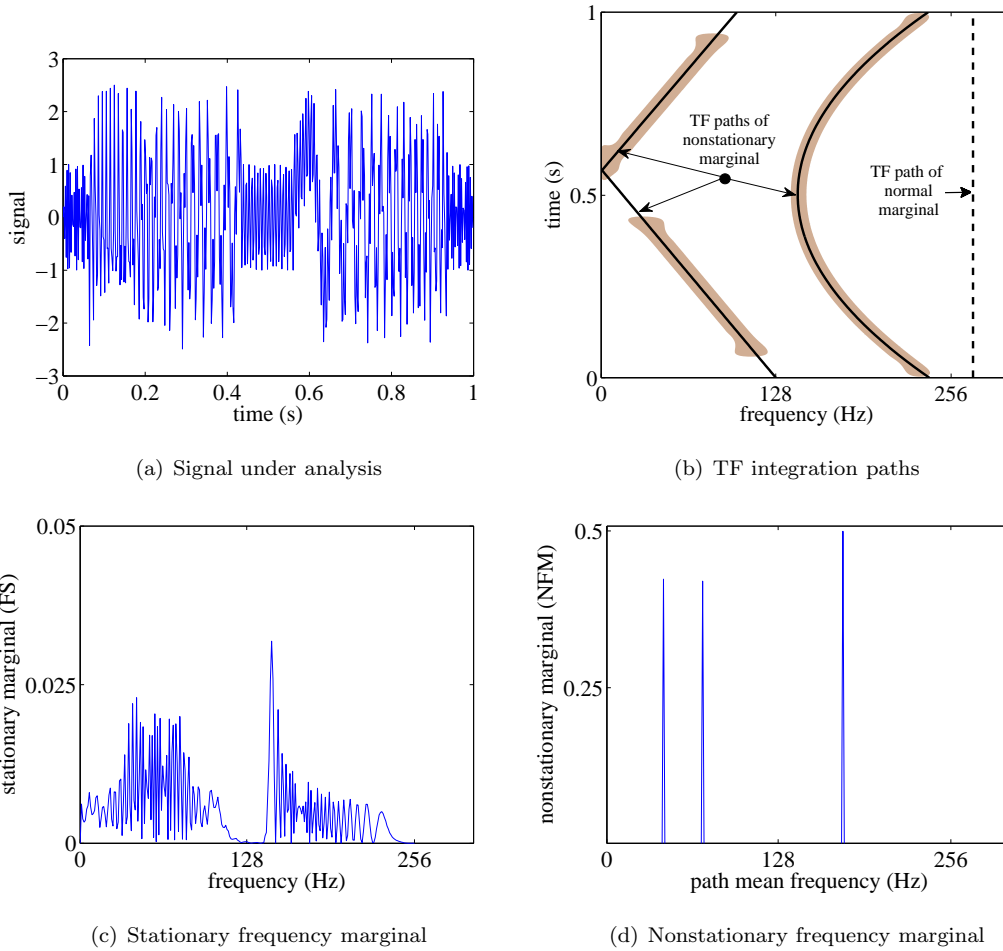 3
2
1
0
−1
−2
−3
signal
0
0.2
0.4
0.6
0.8
1
time (s)
(a) Signal under analysis
1
0.5
0
time (s)
TF paths of
nonstationary
marginal
TF path of
normal
marginal
0
128
256
frequency (Hz)
(b) TF integration paths
0.05
0.025
0
stationary marginal (FS)
0
128
256
frequency (Hz)
(c) Stationary frequency marginal
0.5
0.25
nonstationary marginal (NFM)
0
128
256
path mean frequency (Hz)
(d) Nonstationary frequency marginal